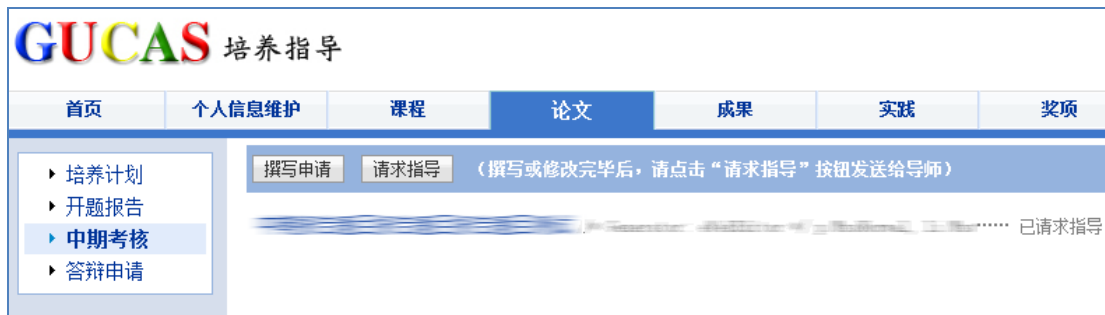 GUCAS 培养指导
首页 个人信息维护 课程 论文 成果 实践 奖项
培养计划
开题报告
中期考核
答辩申请
撰写申请 请求指导 （撰写或修改完毕后，请点击“请求指导”按钮发送给导师）
…… 已请求指导